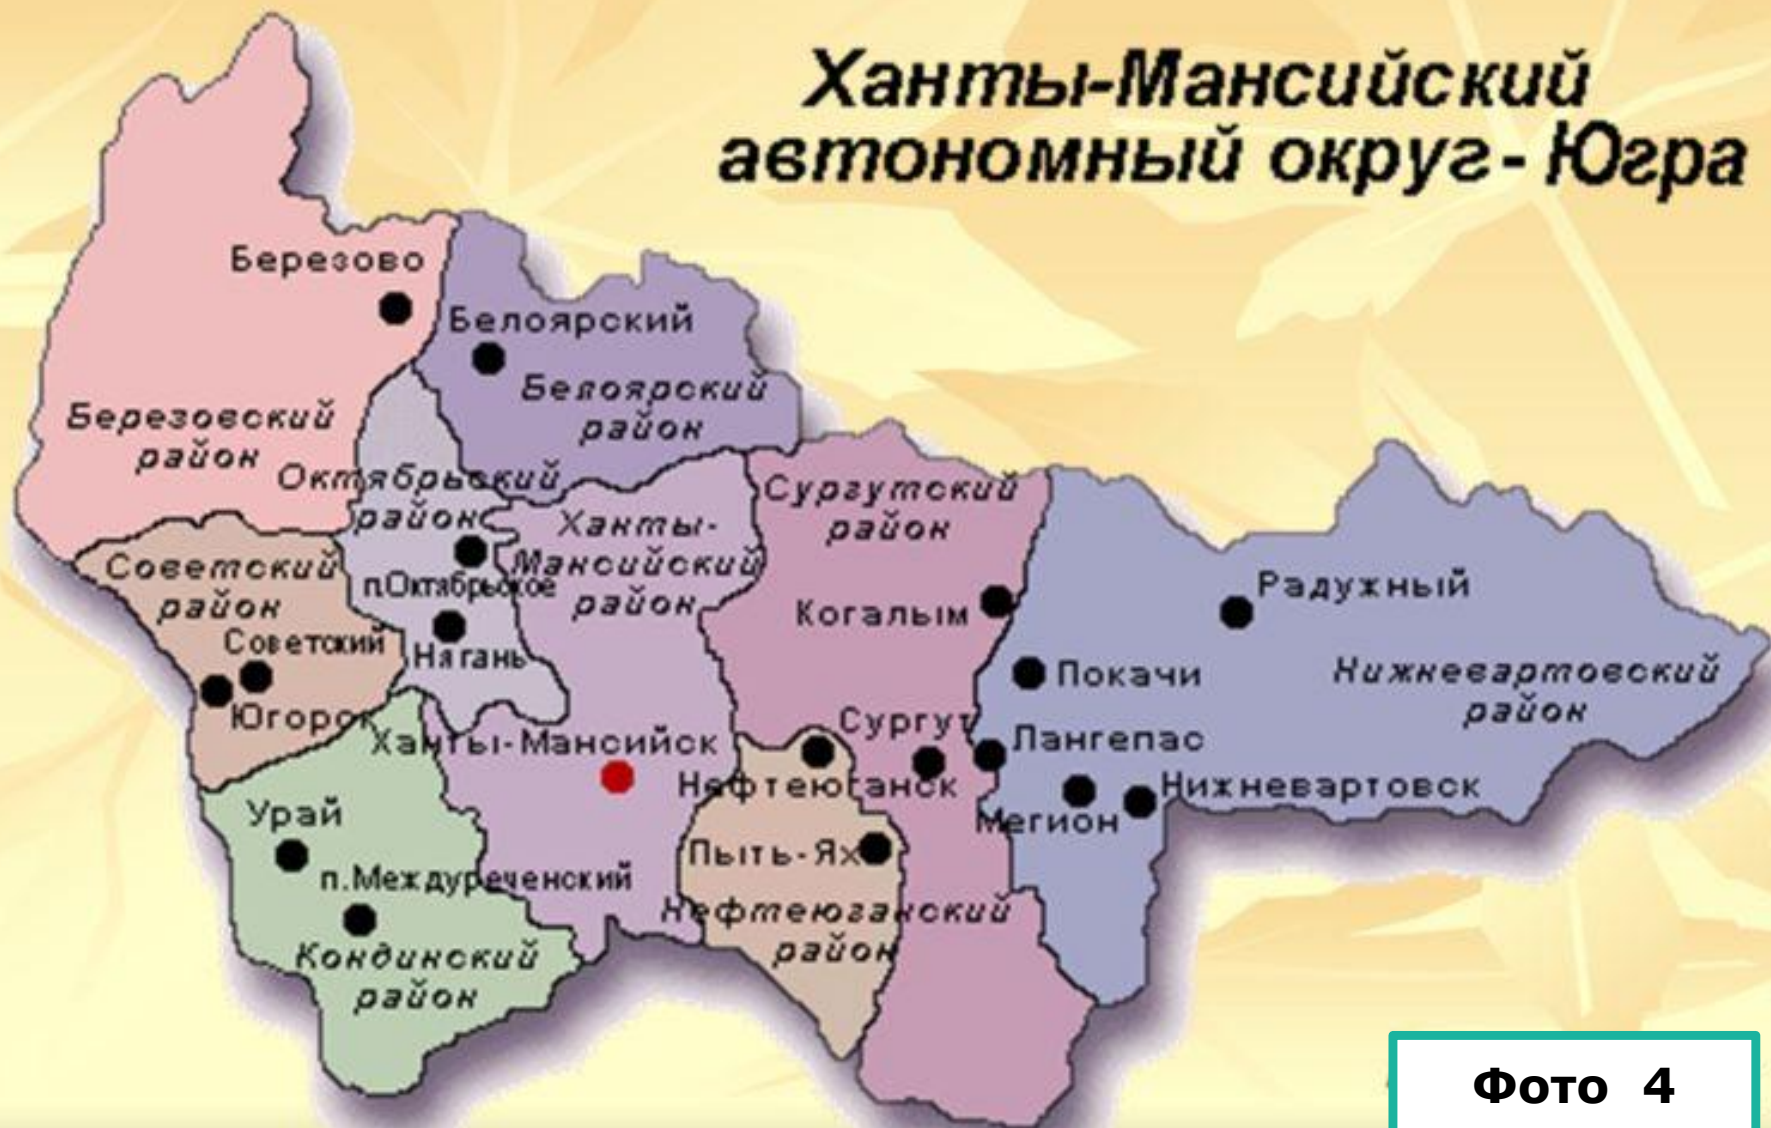 Ханты-Мансийский
автономный округ- Югра
Березово
Белоярский
Белоярский
район
Березовский
район
Октябрьский
район
Сургутский
район
Ханты-
Мансийский
район
Советский
район
п.Октябрьское
Радужный
Когалым
Советский
Нягань
Покачи
Нижневартовский
район
Югорск
Ханты-Мансийск
Сургут
Лангепас
Нефтеюганск
Нижневартовск
Мегион
Урай
Пыть-Ях
п.Междуреченский
Нефтеюганский
район
Кондинский
район
Фото 4